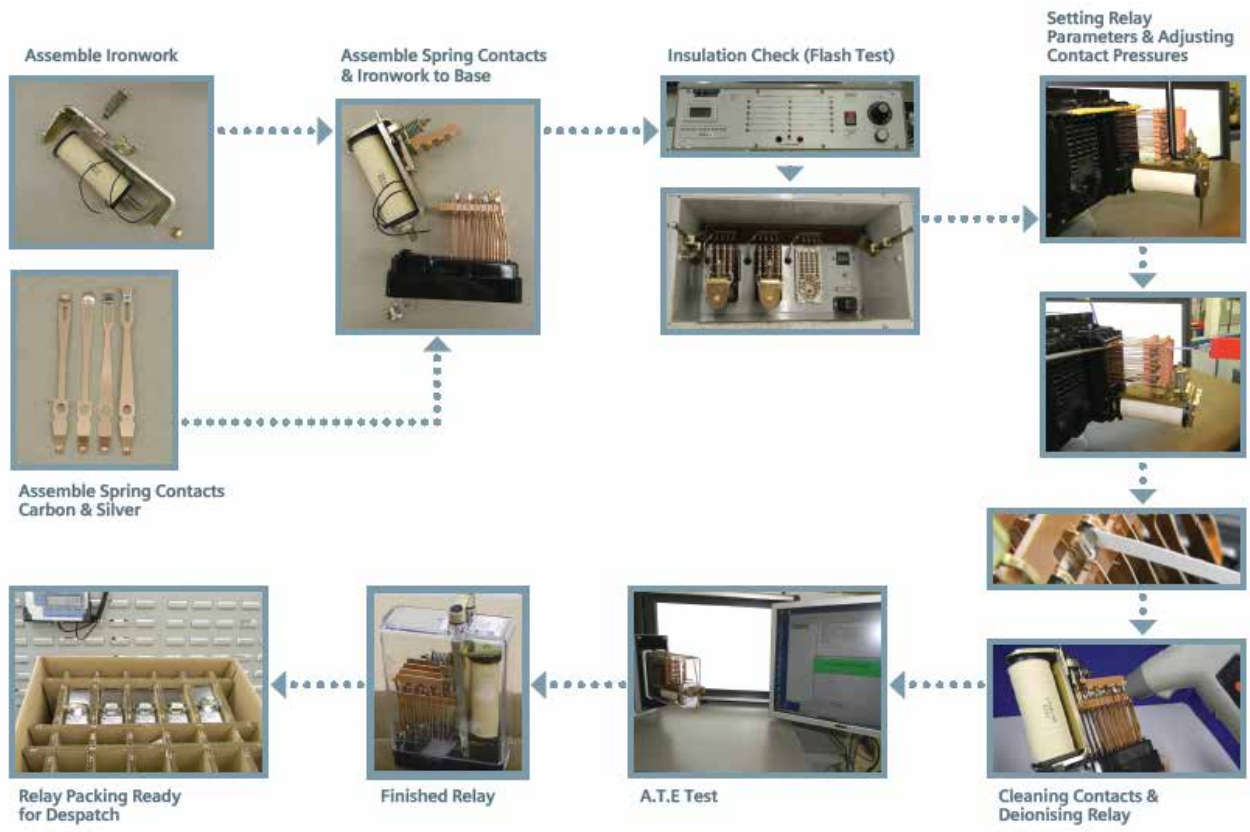 Assemble Ironwork
Assemble Spring Contacts
& Ironwork to Base
Insulation Check (Flash Test)
Setting Relay
Parameters & Adjusting
Contact Pressures
Assemble Spring Contacts
Carbon & Silver
Relay Packing Ready
for Despatch
Finished Relay
A.T.E Test
Cleaning Contacts &
Deionising Relay